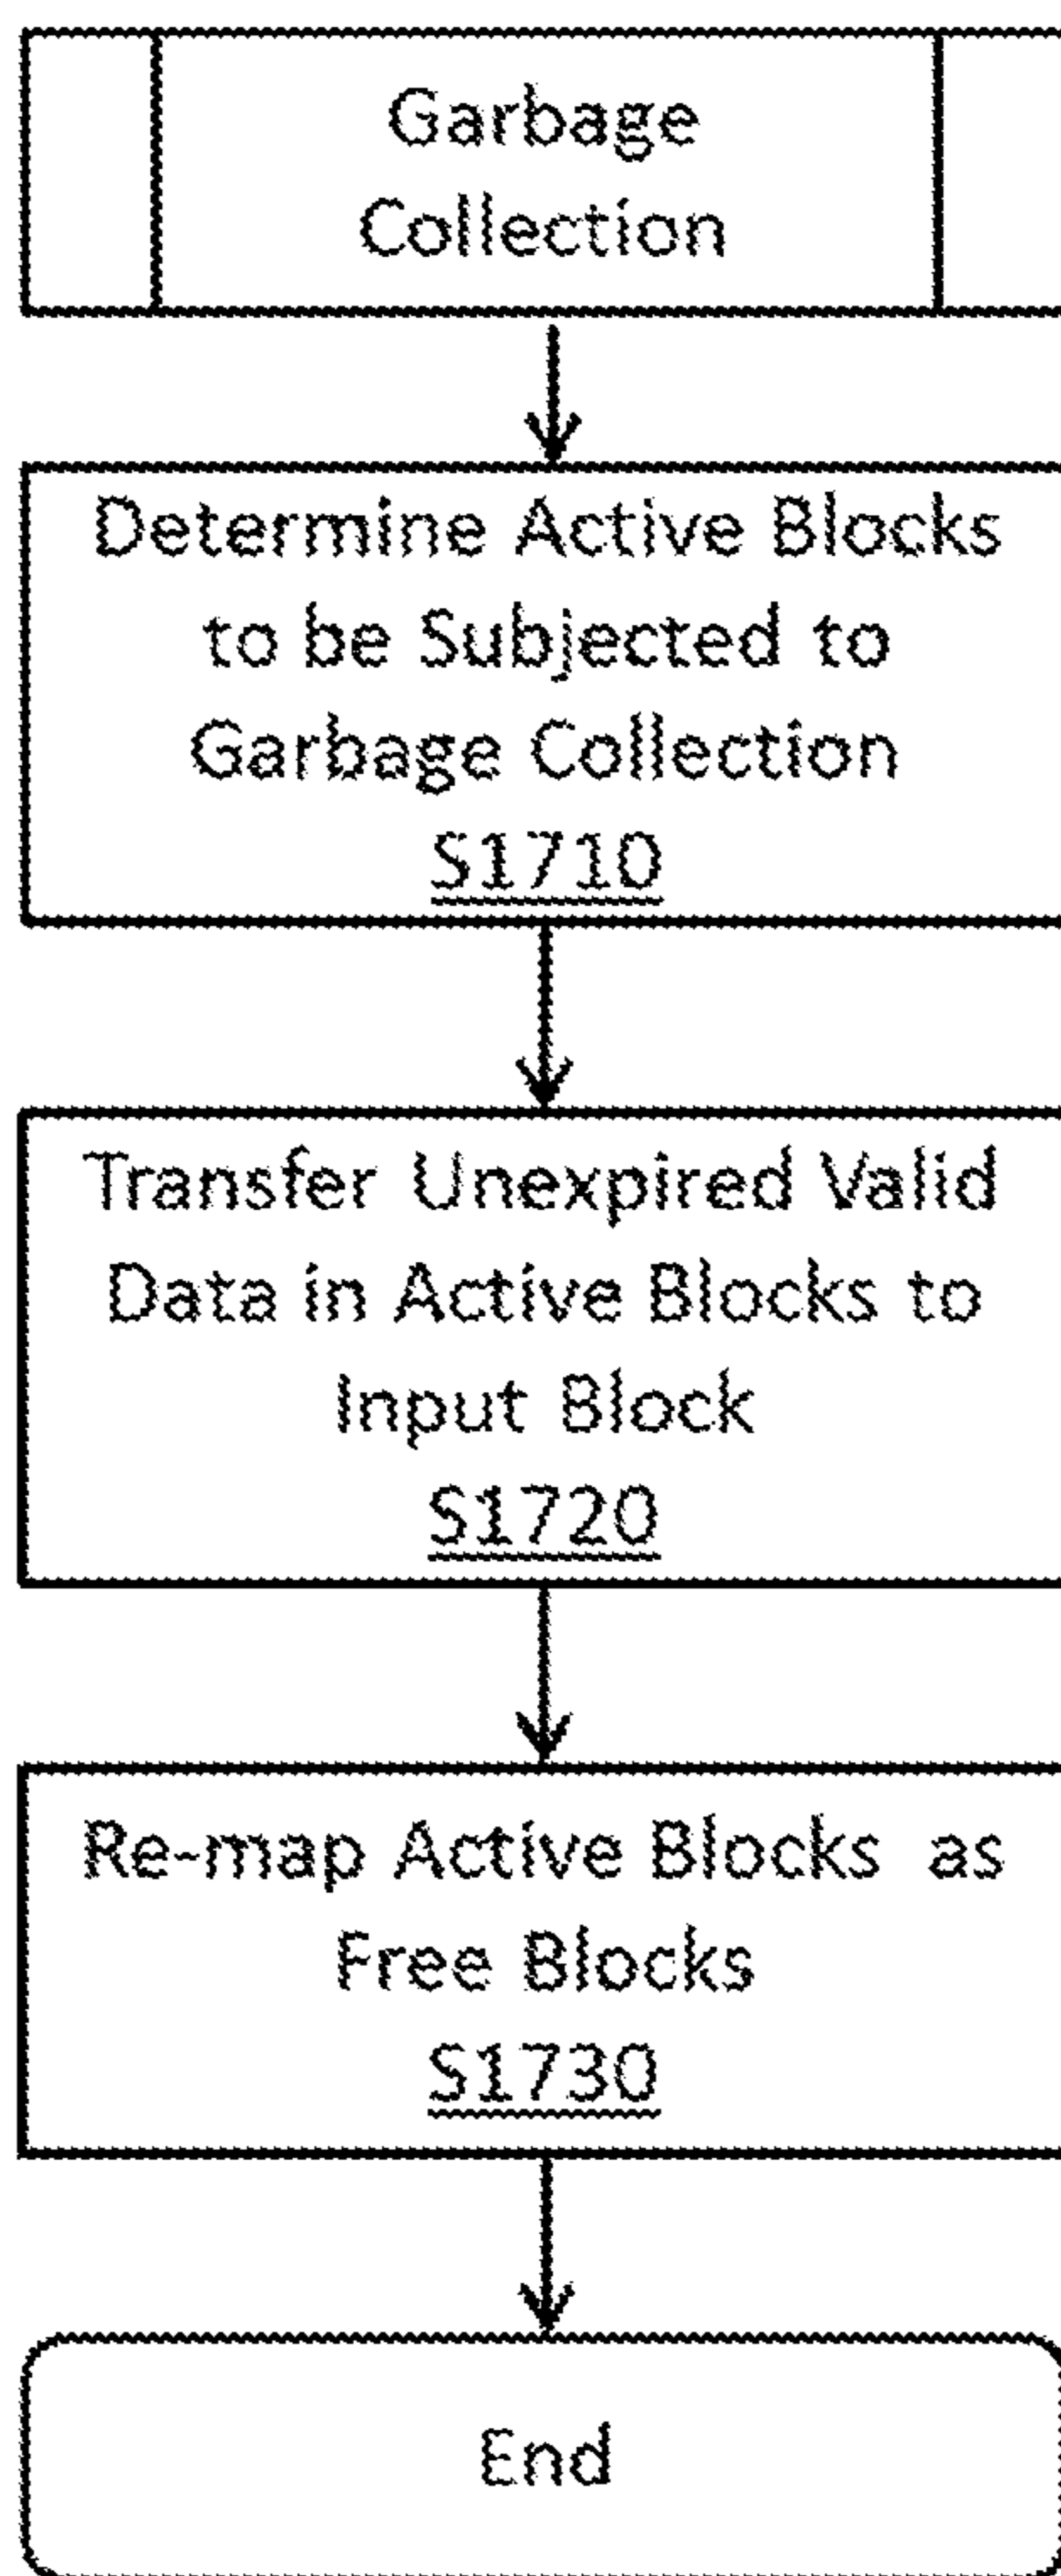 Garbage
Collection
Determine Active Blocks
to be Subjected to
Garbage Collection
S1710
Transfer Unexpired Valid
Data in Active Blocks to
Input Block
S1720
Re-map Active Blocks as
Free Blocks
S1730
End